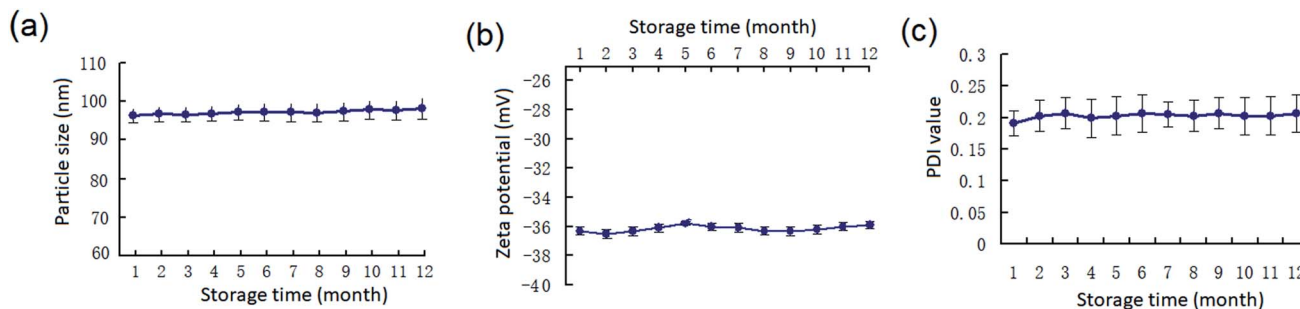 (a)
110
100
90
80
70
60
Particle size (nm)
1 2 3 4 5 6 7 8 9 10 11 12
Storage time (month)
(b)
Storage time (month)
1 2 3 4 5 6 7 8 9 10 11 12
-26
-28
-30
-32
-34
-36
-38
-40
Zeta potential (mV)
(c)
0.3
0.25
0.2
0.15
0.1
0.05
0
PDI value
1 2 3 4 5 6 7 8 9 10 11 12
Storage time (month)